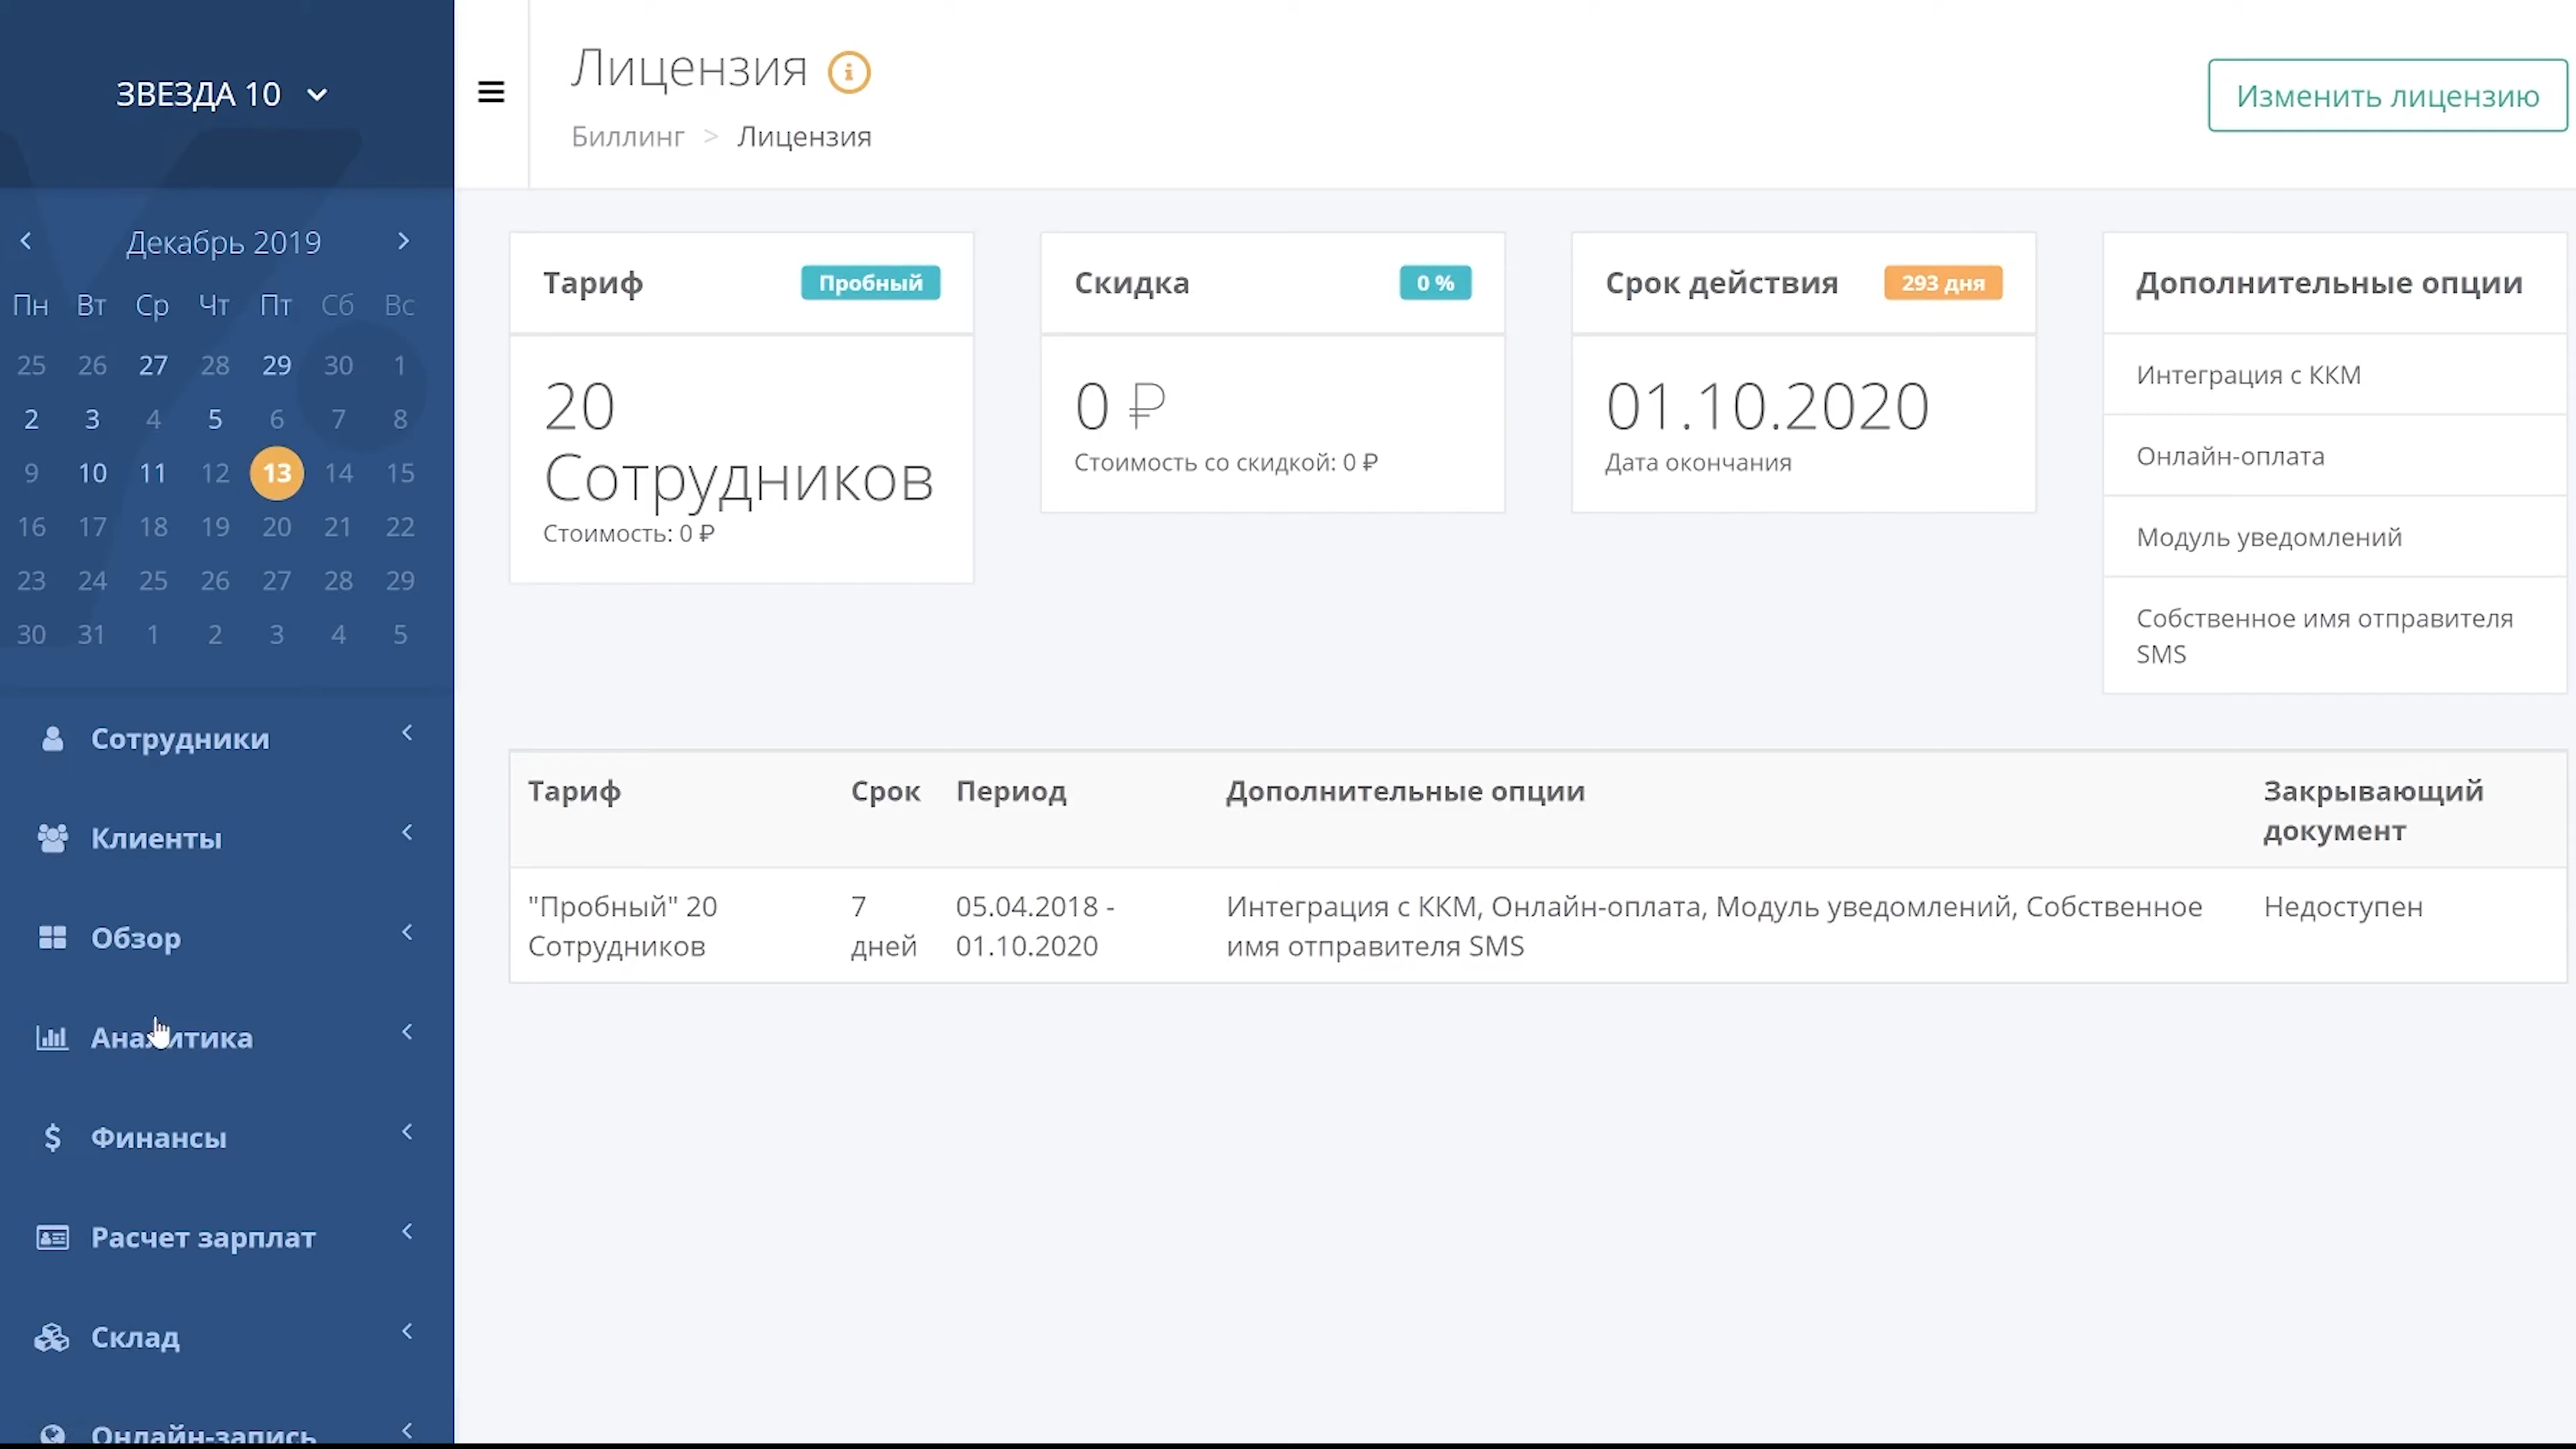 ЗВЕЗДА 10
Декабрь 2019
Пн Вт Ср Чт Пт Сб Вс
25 26 27 28 29 30 1
2 3 4 5 6 7 8
9 10 11 12 13 14 15
16 17 18 19 20 21 22
23 24 25 26 27 28 29
30 31 1 2 3 4 5
Сотрудники
Клиенты
Обзор
Аналитика
Финансы
Расчет зарплат
Склад
Онлайн-запись
Лицензия
Биллинг > Лицензия
Изменить лицензию
Тариф Пробный
20
Сотрудников
Стоимость: 0 ₽
Скидка 0 %
0 ₽
Стоимость со скидкой: 0 ₽
Срок действия 293 дня
01.10.2020
Дата окончания
Дополнительные опции
Интеграция с ККМ
Онлайн-оплата
Модуль уведомлений
Собственное имя отправителя
SMS
Тариф Срок Период Дополнительные опции Закрывающий
документ
"Пробный" 20 7 05.04.2018 - Интеграция с ККМ, Онлайн-оплата, Модуль уведомлений, Собственное Недоступен
Сотрудников дней 01.10.2020 имя отправителя SMS